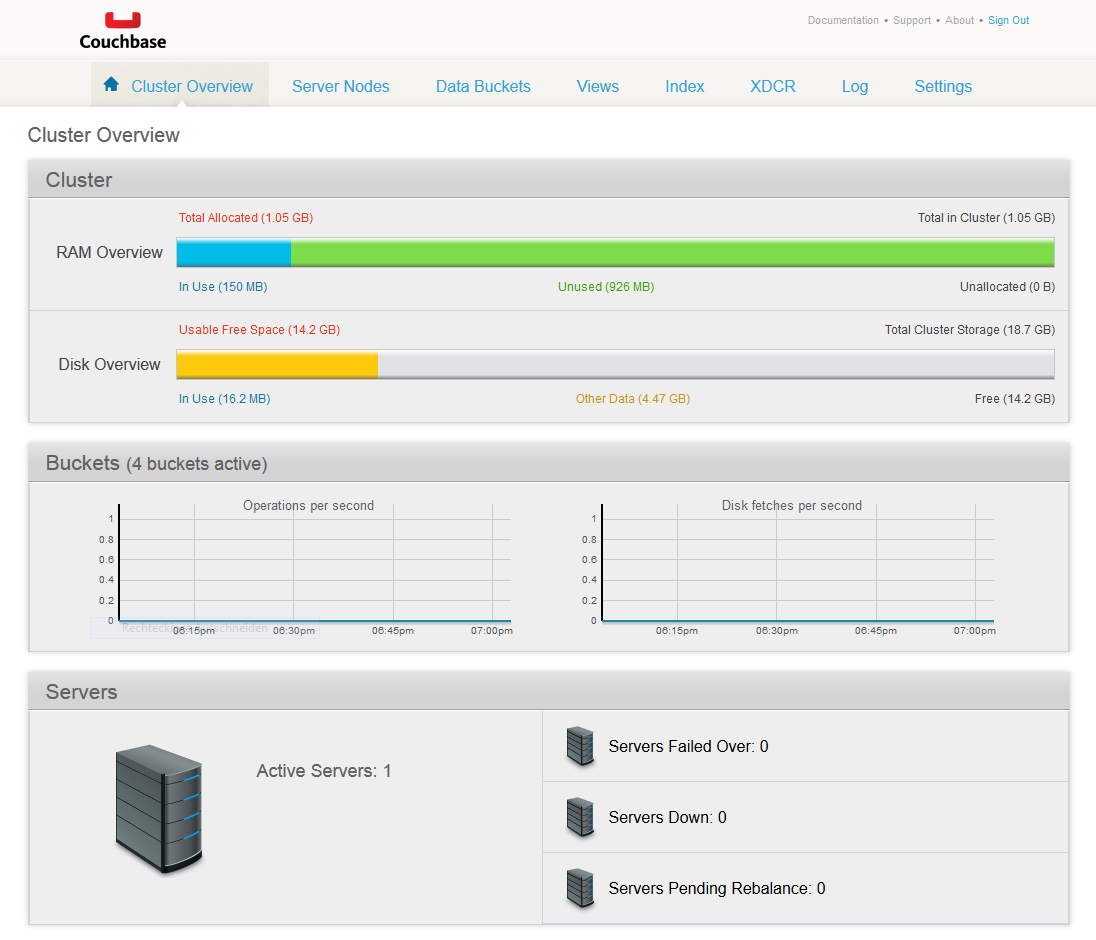 Couchbase
Documentation • Support • About • Sign Out
Cluster Overview Server Nodes Data Buckets Views Index XDCR Log Settings
Cluster Overview
Cluster
Total Allocated (1.05 GB) Total in Cluster (1.05 GB)
RAM Overview
In Use (150 MB) Unused (926 MB) Unallocated (0 B)
Usable Free Space (14.2 GB) Total Cluster Storage (18.7 GB)
Disk Overview
In Use (16.2 MB) Other Data (4.47 GB) Free (14.2 GB)
Buckets (4 buckets active)
Operations per second
1
0.8
0.6
0.4
0.2
0
06:15pm 06:30pm 06:45pm 07:00pm
Disk fetches per second
1
0.8
0.6
0.4
0.2
0
06:15pm 06:30pm 06:45pm 07:00pm
Servers
Active Servers: 1
Servers Failed Over: 0
Servers Down: 0
Servers Pending Rebalance: 0